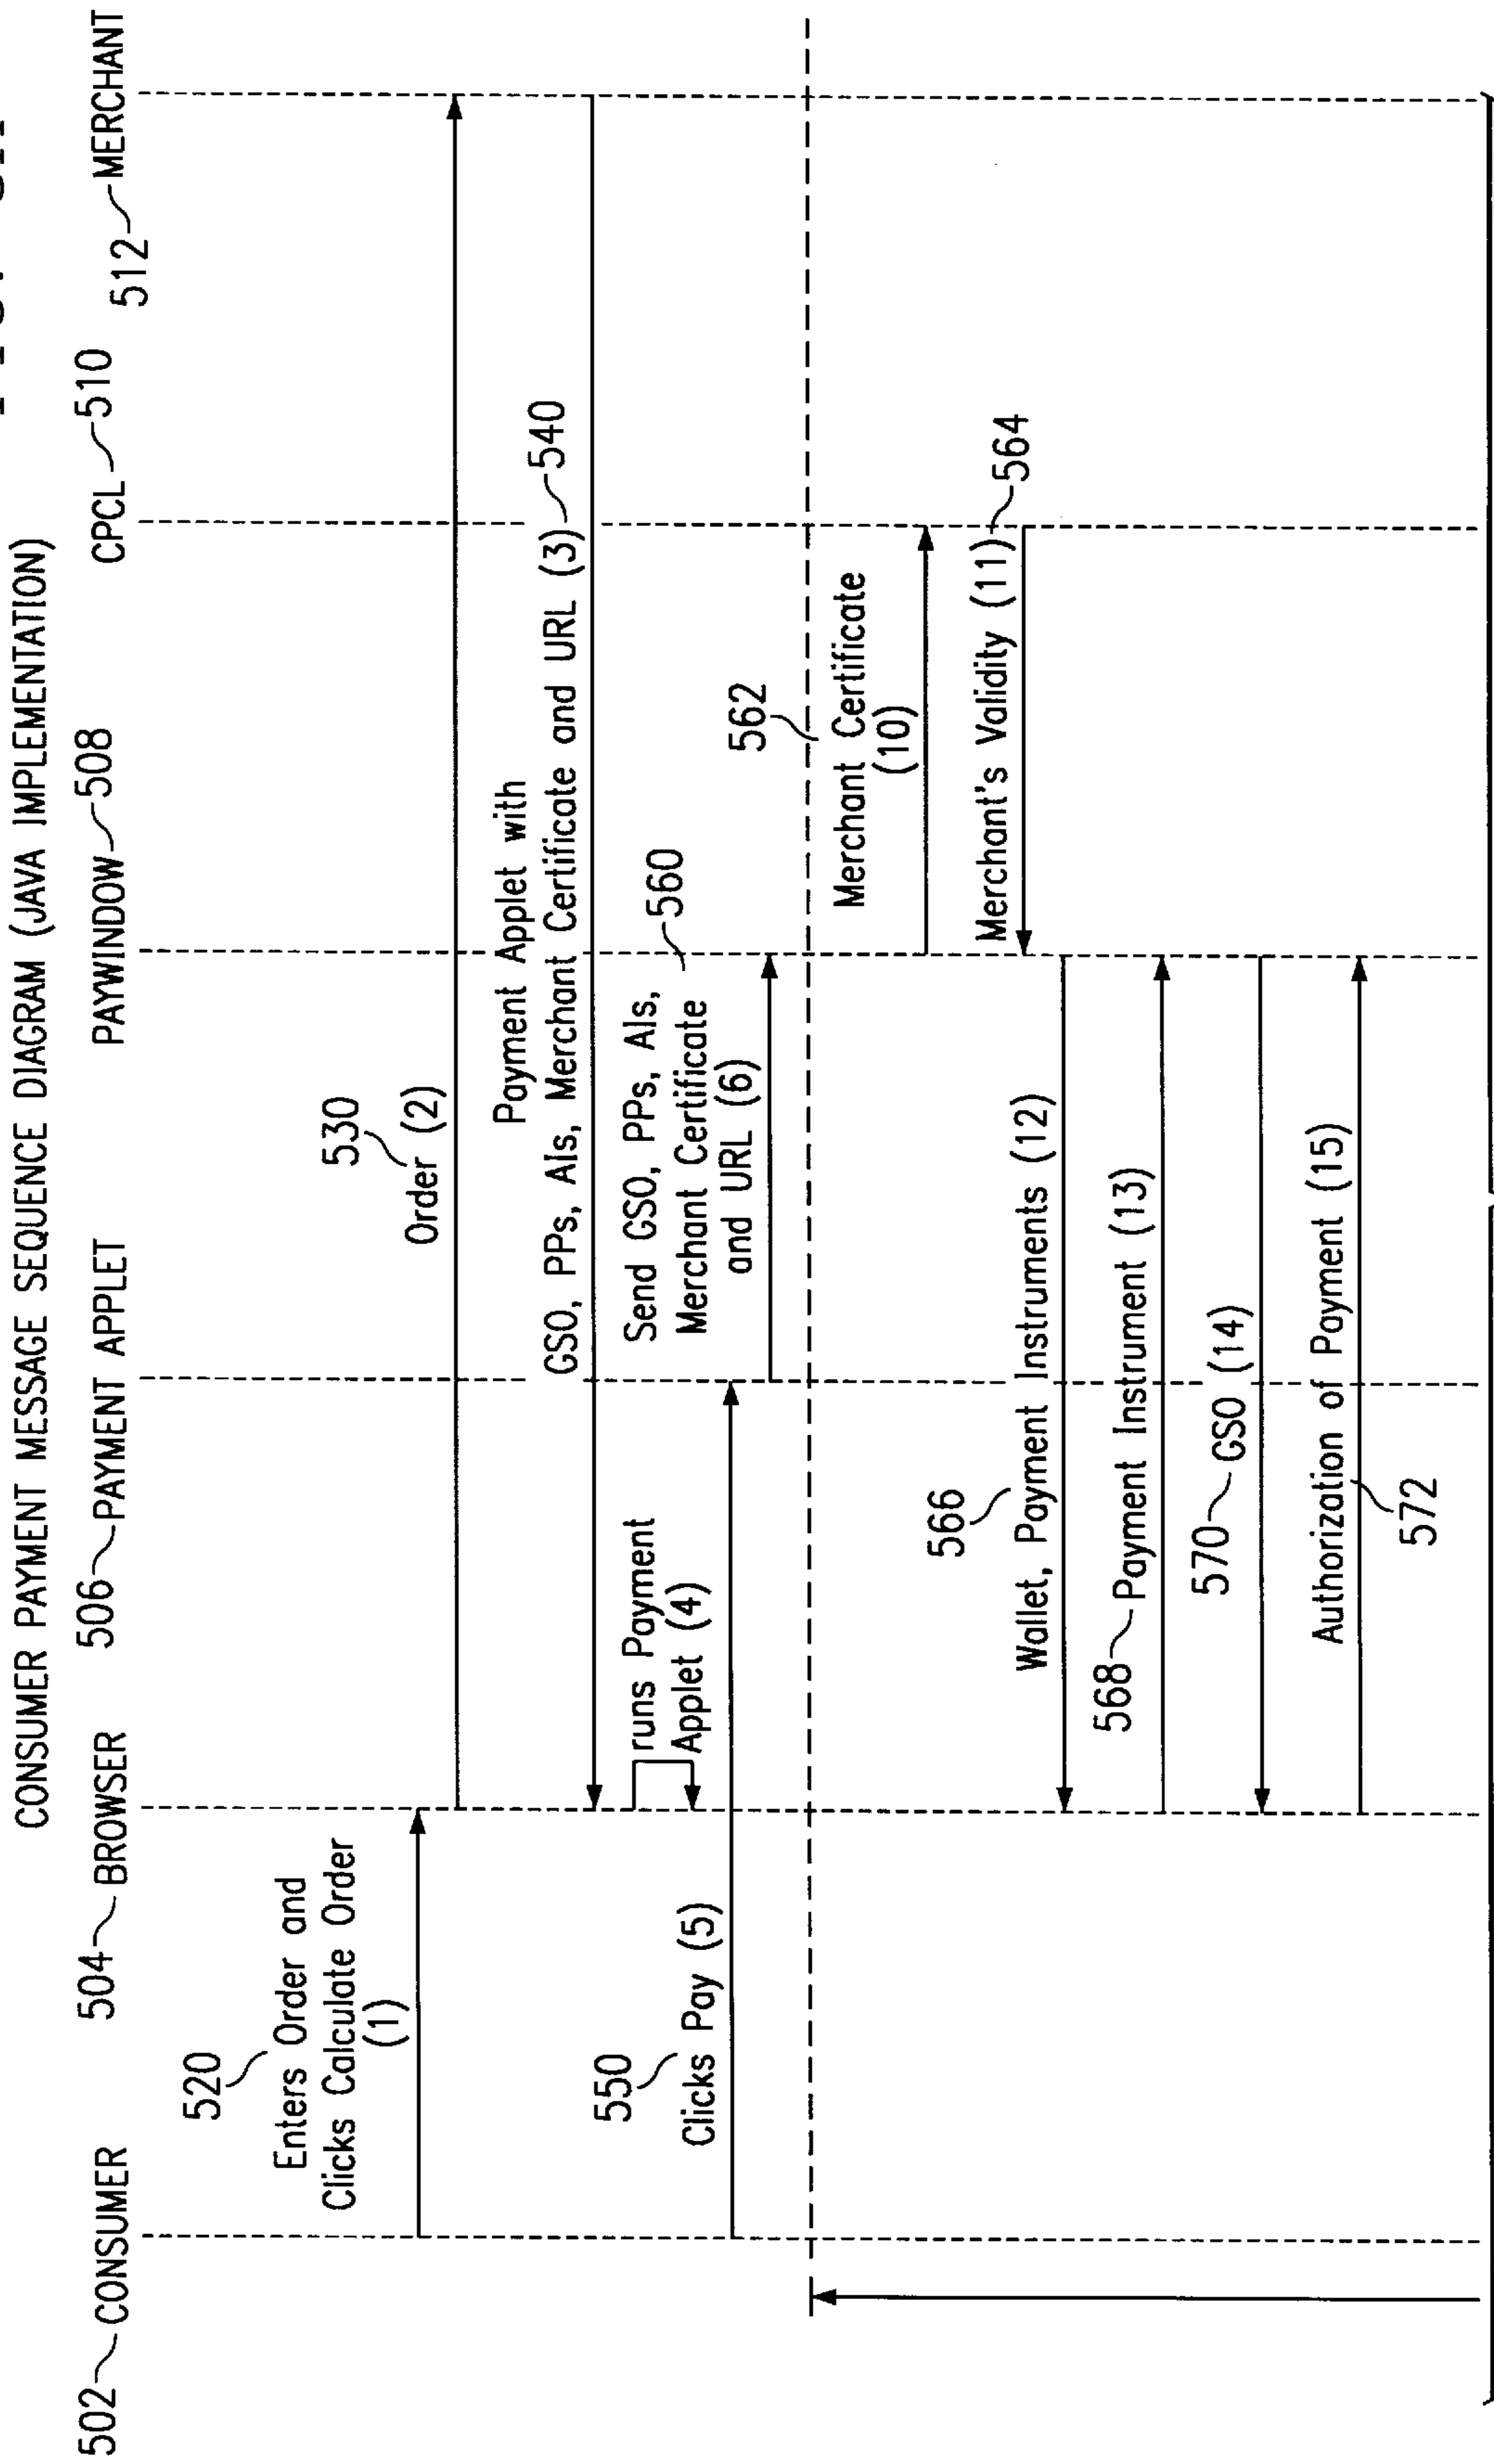 CONSUMER PAYMENT MESSAGE SEQUENCE DIAGRAM (JAVA IMPLEMENTATION)
502 CONSUMER
504 BROWSER
506 PAYMENT APPLET
PAYWINDOW 508
CPCL 510
512 MERCHANT
520
Enters Order and
Clicks Calculate Order
(1)
530
Order (2)
Payment Applet with
GSO, PPs, AIs, Merchant Certificate and URL (3) 540
runs Payment
Applet (4)
550
Clicks Pay (5)
Send GSO, PPs, AIs, 560
Merchant Certificate
and URL (6)
562
Merchant Certificate
(10)
Merchant's Validity (11) 564
566
Wallet, Payment Instruments (12)
568 Payment Instrument (13)
570 GSO (14)
Authorization of Payment (15)
572